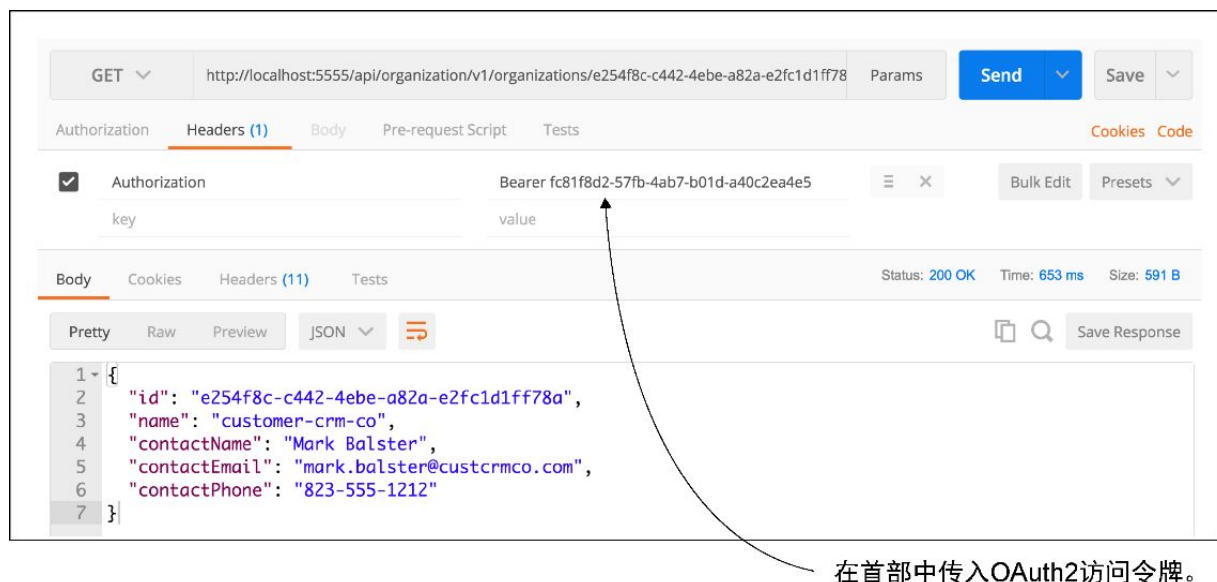 GET http://localhost:5555/api/organization/v1/organizations/e254f8c-c442-4ebe-a82a-e2fc1d1ff78 Params Send Save
Authorization Headers (1) Body Pre-request Script Tests Cookies Code
Authorization Bearer fc81f8d2-57fb-4ab7-b01d-a40c2ea4e5 Bulk Edit Presets
key value
Body Cookies Headers (11) Tests Status: 200 OK Time: 653 ms Size: 591 B
Pretty Raw Preview JSON Save Response
1 {
2 "id": "e254f8c-c442-4ebe-a82a-e2fc1d1ff78a",
3 "name": "customer-crm-co",
4 "contactName": "Mark Balster",
5 "contactEmail": "mark.balster@custcrmco.com",
6 "contactPhone": "823-555-1212"
7 }
在首部中传入OAuth2访问令牌。